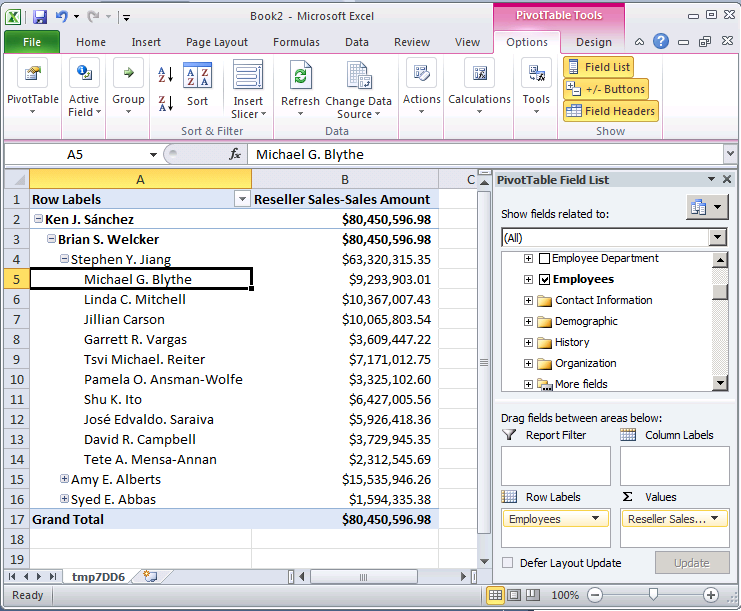 Book2 - Microsoft Excel
PivotTable Tools
File Home Insert Page Layout Formulas Data Review View Options Design
PivotTable
Active Field
Group
Sort
Insert Slicer
Refresh
Change Data Source
Actions
Calculations
Tools
Field List
+/- Buttons
Field Headers
Sort & Filter
Data
Show
A5
fx
Michael G. Blythe
A B C
1 Row Labels Reseller Sales-Sales Amount
2 Ken J. Sánchez $80,450,596.98
3 Brian S. Welcker $80,450,596.98
4 Stephen Y. Jiang $63,320,315.35
5 Michael G. Blythe $9,293,903.01
6 Linda C. Mitchell $10,367,007.43
7 Jillian Carson $10,065,803.54
8 Garrett R. Vargas $3,609,447.22
9 Tsvi Michael. Reiter $7,171,012.75
10 Pamela O. Ansman-Wolfe $3,325,102.60
11 Shu K. Ito $6,427,005.56
12 José Edvaldo. Saraiva $5,926,418.36
13 David R. Campbell $3,729,945.35
14 Tete A. Mensa-Annan $2,312,545.69
15 Amy E. Alberts $15,535,946.26
16 Syed E. Abbas $1,594,335.38
17 Grand Total $80,450,596.98
18
19
tmp7DD6
PivotTable Field List
Show fields related to:
(All)
Employee Department
Employees
Contact Information
Demographic
History
Organization
More fields
Drag fields between areas below:
Report Filter Column Labels
Row Labels Σ Values
Employees Reseller Sales...
Defer Layout Update Update
Ready 100%